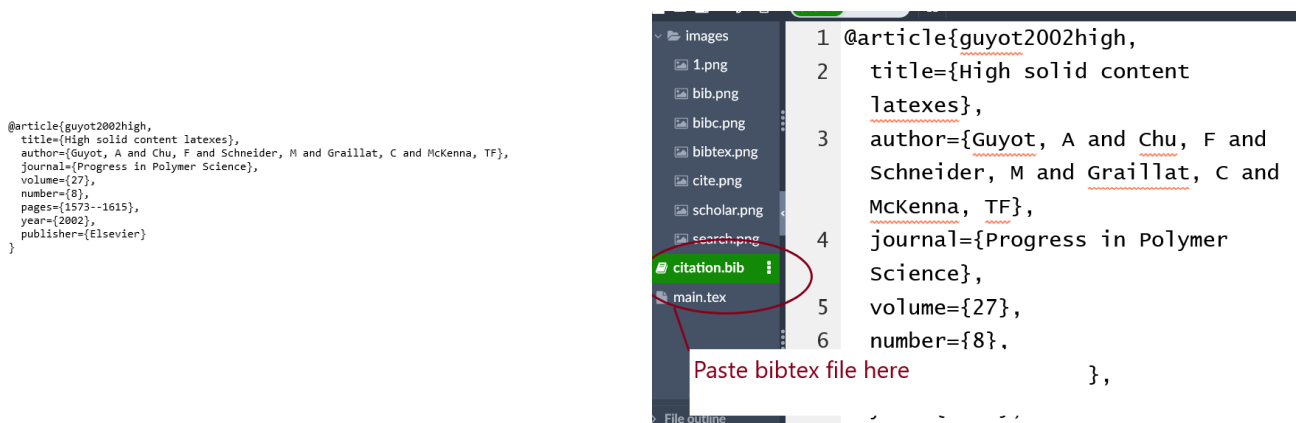 @article{guyot2002high,
title={High solid content latexes},
author={Guyot, A and Chu, F and Schneider, M and Graillat, C and McKenna, TF},
journal={Progress in Polymer Science},
volume={27},
number={8},
pages={1573--1615},
year={2002},
publisher={Elsevier}
}
images
1.png
bib.png
bibc.png
bibtex.png
cite.png
scholar.png
search.png
citation.bib
main.tex
File outline
1 @article{guyot2002high,
2 title={High solid content
latexes},
3 author={Guyot, A and Chu, F and
Schneider, M and Graillat, C and
McKenna, TF},
4 journal={Progress in Polymer
Science},
5 volume={27},
6 number={8},
},
Paste bibtex file here